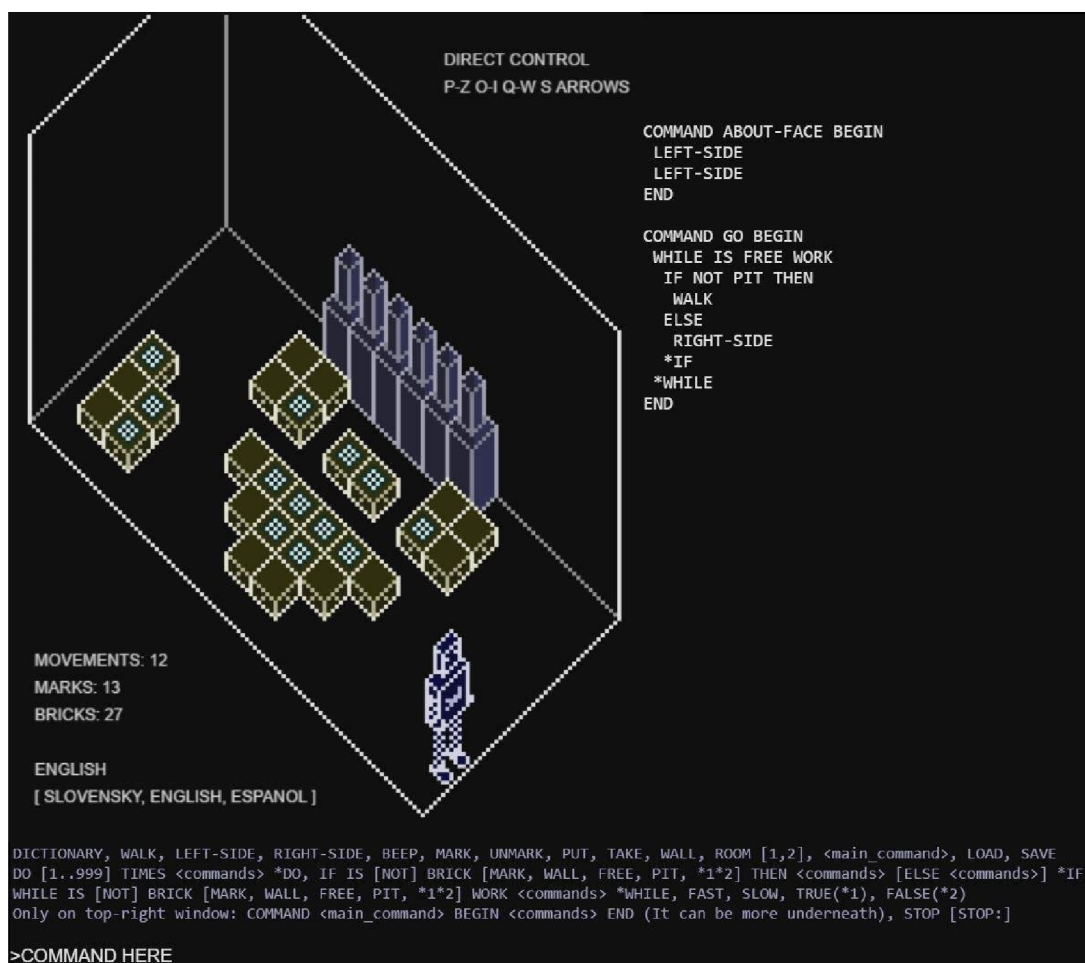 DIRECT CONTROL
P-Z O-I Q-W S ARROWS
COMMAND ABOUT-FACE BEGIN
LEFT-SIDE
LEFT-SIDE
END
COMMAND GO BEGIN
WHILE IS FREE WORK
IF NOT PIT THEN
WALK
ELSE
RIGHT-SIDE
*IF
*WHILE
END
MOVEMENTS: 12
MARKS: 13
BRICKS: 27
ENGLISH
[ SLOVENSKY, ENGLISH, ESPANOL ]
DICTIONARY, WALK, LEFT-SIDE, RIGHT-SIDE, BEEP, MARK, UNMARK, PUT, TAKE, WALL, ROOM [1,2], <main_command>, LOAD, SAVE
DO [1..999] TIMES <commands> *DO, IF IS [NOT] BRICK [MARK, WALL, FREE, PIT, *1*2] THEN <commands> [ELSE <commands>] *IF
WHILE IS [NOT] BRICK [MARK, WALL, FREE, PIT, *1*2] WORK <commands> *WHILE, FAST, SLOW, TRUE(*1), FALSE(*2)
Only on top-right window: COMMAND <main_command> BEGIN <commands> END (It can be more underneath), STOP [STOP:]
>COMMAND HERE